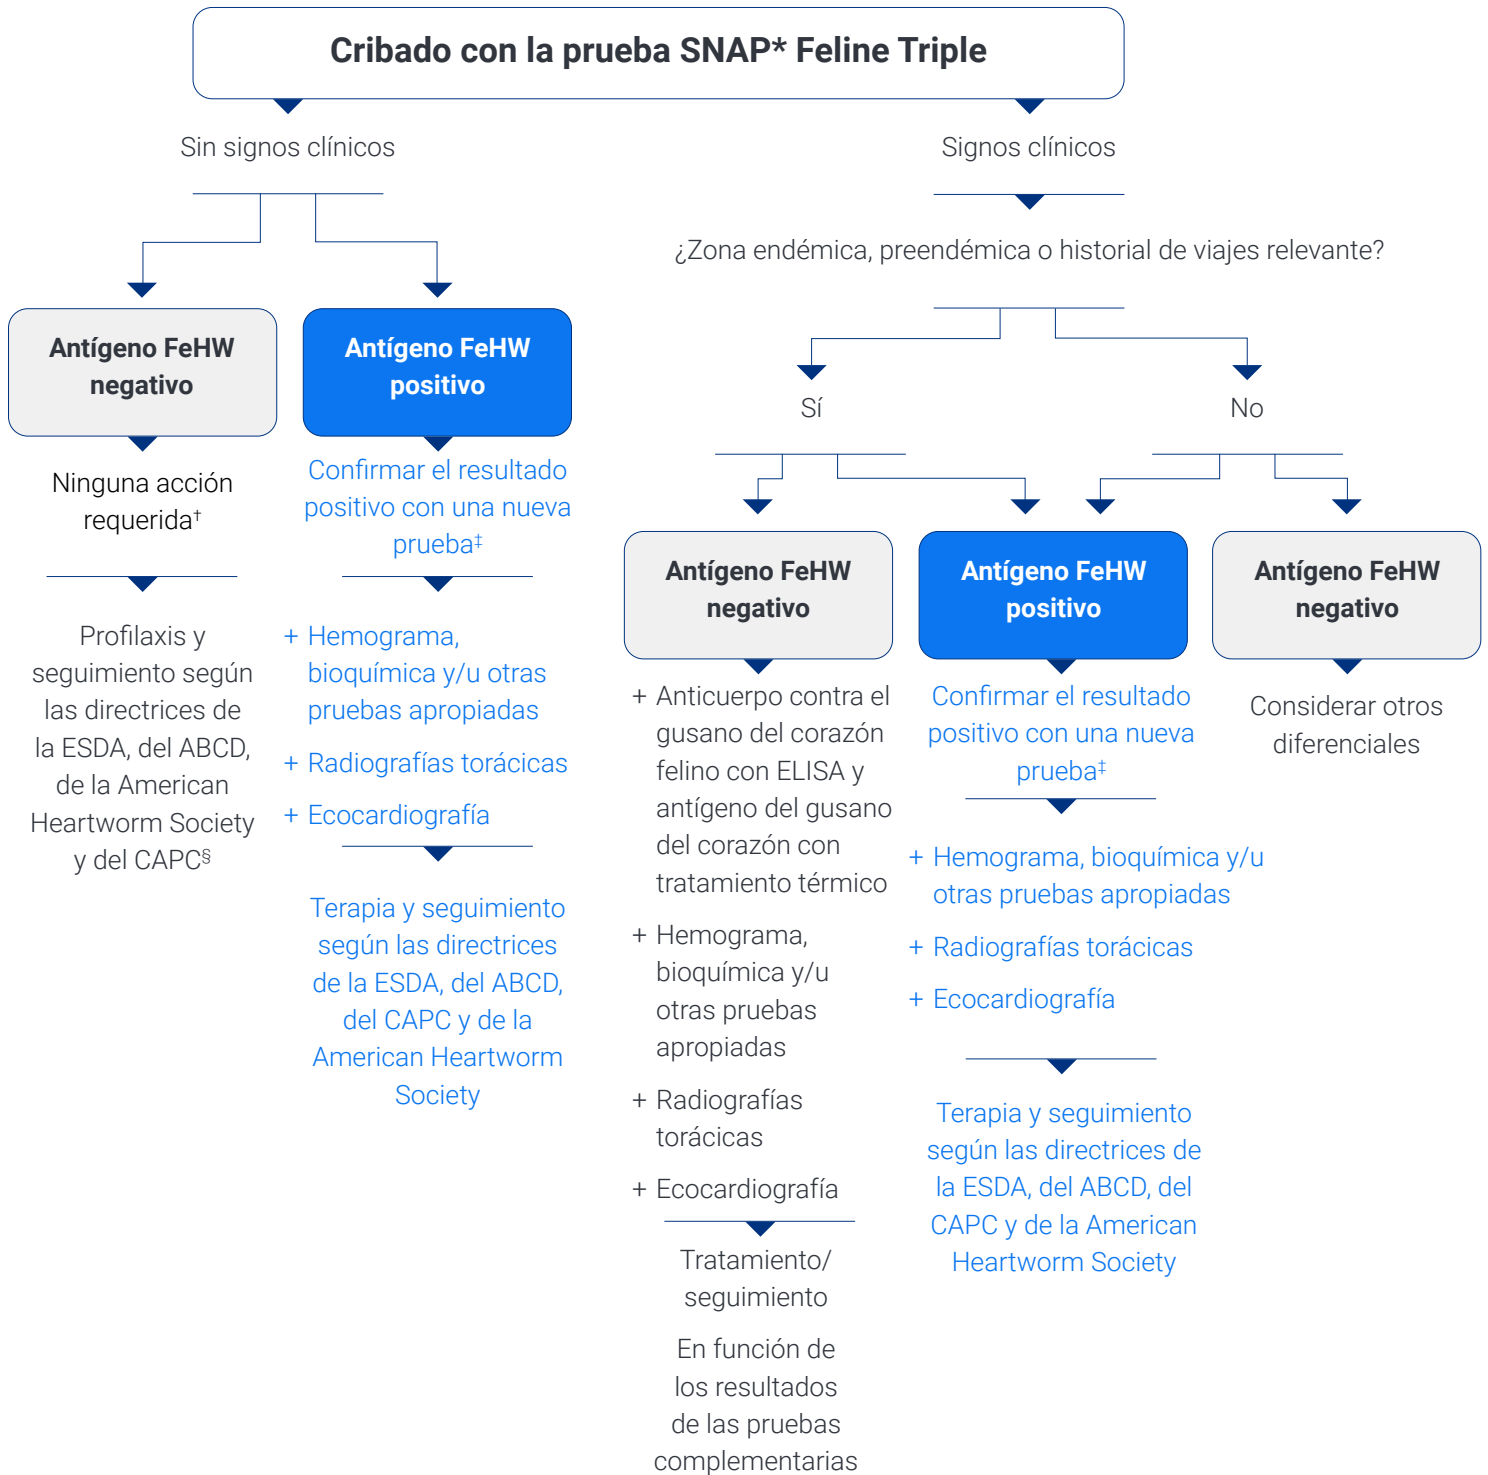 Cribado con la prueba SNAP* Feline Triple
Sin signos clínicos
Signos clínicos
¿Zona endémica, preendémica o historial de viajes relevante?
Antígeno FeHW
negativo
Antígeno FeHW
positivo
Sí
No
Ninguna acción
requerida†
Profilaxis y
seguimiento según
las directrices de
la ESDA, del ABCD,
de la American
Heartworm Society
y del CAPC§
Confirmar el resultado
positivo con una nueva
prueba‡
+ Hemograma,
bioquímica y/u otras
pruebas apropiadas
+ Radiografías torácicas
+ Ecocardiografía
Terapia y seguimiento
según las directrices
de la ESDA, del ABCD,
del CAPC y de la
American Heartworm
Society
Antígeno FeHW
negativo
+ Anticuerpo contra el
gusano del corazón
felino con ELISA y
antígeno del gusano
del corazón con
tratamiento térmico
+ Hemograma,
bioquímica y/u
otras pruebas
apropiadas
+ Radiografías
torácicas
+ Ecocardiografía
Tratamiento/
seguimiento
En función de
los resultados
de las pruebas
complementarias
Antígeno FeHW
positivo
Confirmar el resultado
positivo con una nueva
prueba‡
+ Hemograma, bioquímica y/u
otras pruebas apropiadas
+ Radiografías torácicas
+ Ecocardiografía
Terapia y seguimiento
según las directrices de
la ESDA, del ABCD, del
CAPC y de la American
Heartworm Society
Antígeno FeHW
negativo
Considerar otros
diferenciales